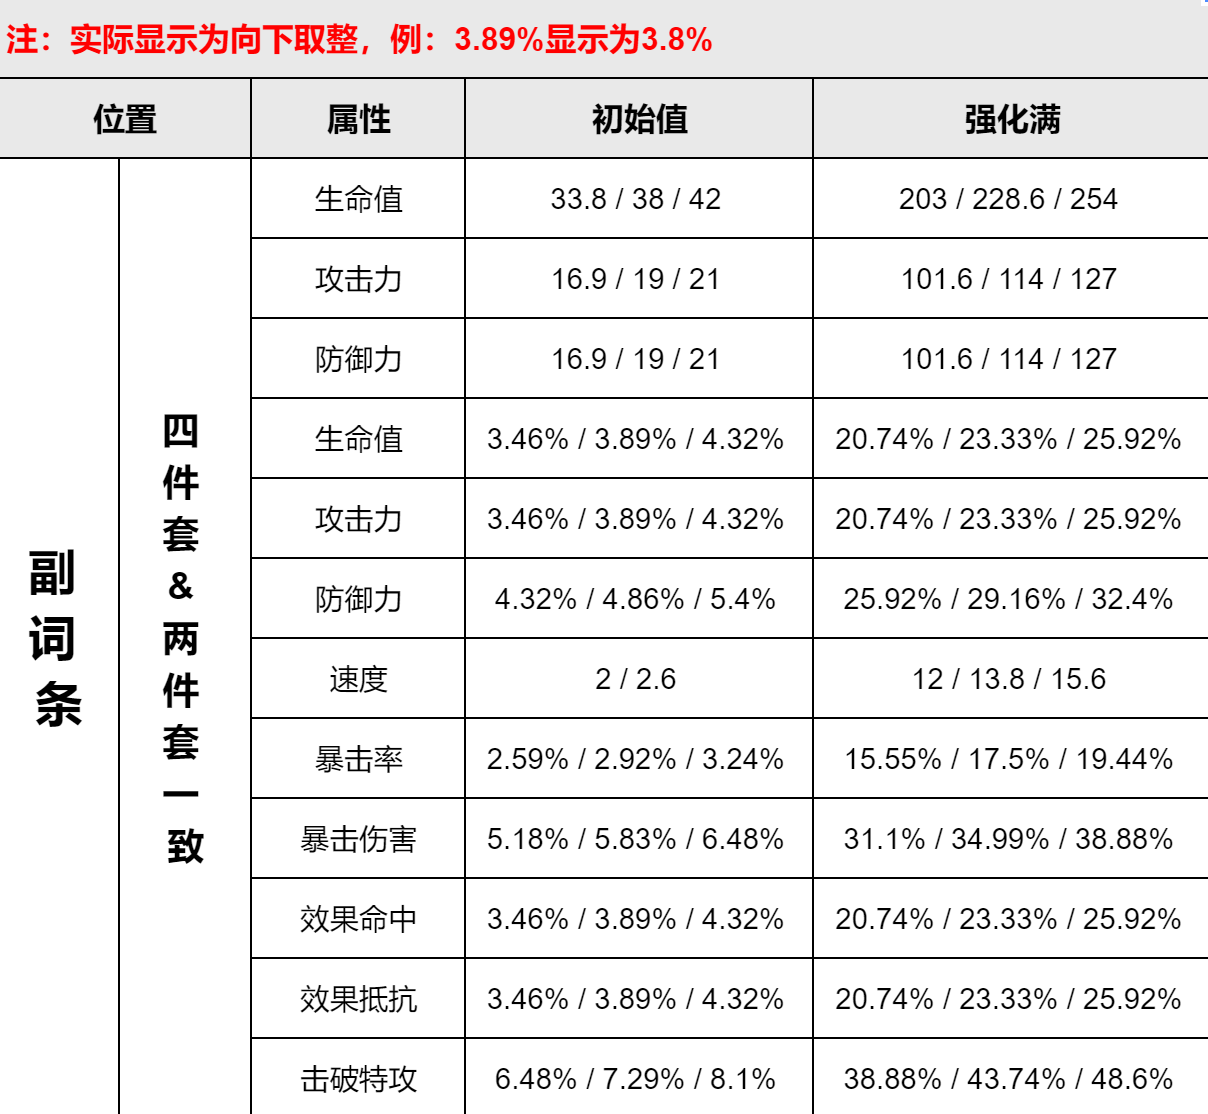 注：实际显示为向下取整，例：3.89%显示为3.8%
位置 属性 初始值 强化满
副词条
四件套&两件套一致
生命值 33.8 / 38 / 42 203 / 228.6 / 254
攻击力 16.9 / 19 / 21 101.6 / 114 / 127
防御力 16.9 / 19 / 21 101.6 / 114 / 127
生命值 3.46% / 3.89% / 4.32% 20.74% / 23.33% / 25.92%
攻击力 3.46% / 3.89% / 4.32% 20.74% / 23.33% / 25.92%
防御力 4.32% / 4.86% / 5.4% 25.92% / 29.16% / 32.4%
速度 2 / 2.6 12 / 13.8 / 15.6
暴击率 2.59% / 2.92% / 3.24% 15.55% / 17.5% / 19.44%
暴击伤害 5.18% / 5.83% / 6.48% 31.1% / 34.99% / 38.88%
效果命中 3.46% / 3.89% / 4.32% 20.74% / 23.33% / 25.92%
效果抵抗 3.46% / 3.89% / 4.32% 20.74% / 23.33% / 25.92%
击破特攻 6.48% / 7.29% / 8.1% 38.88% / 43.74% / 48.6%